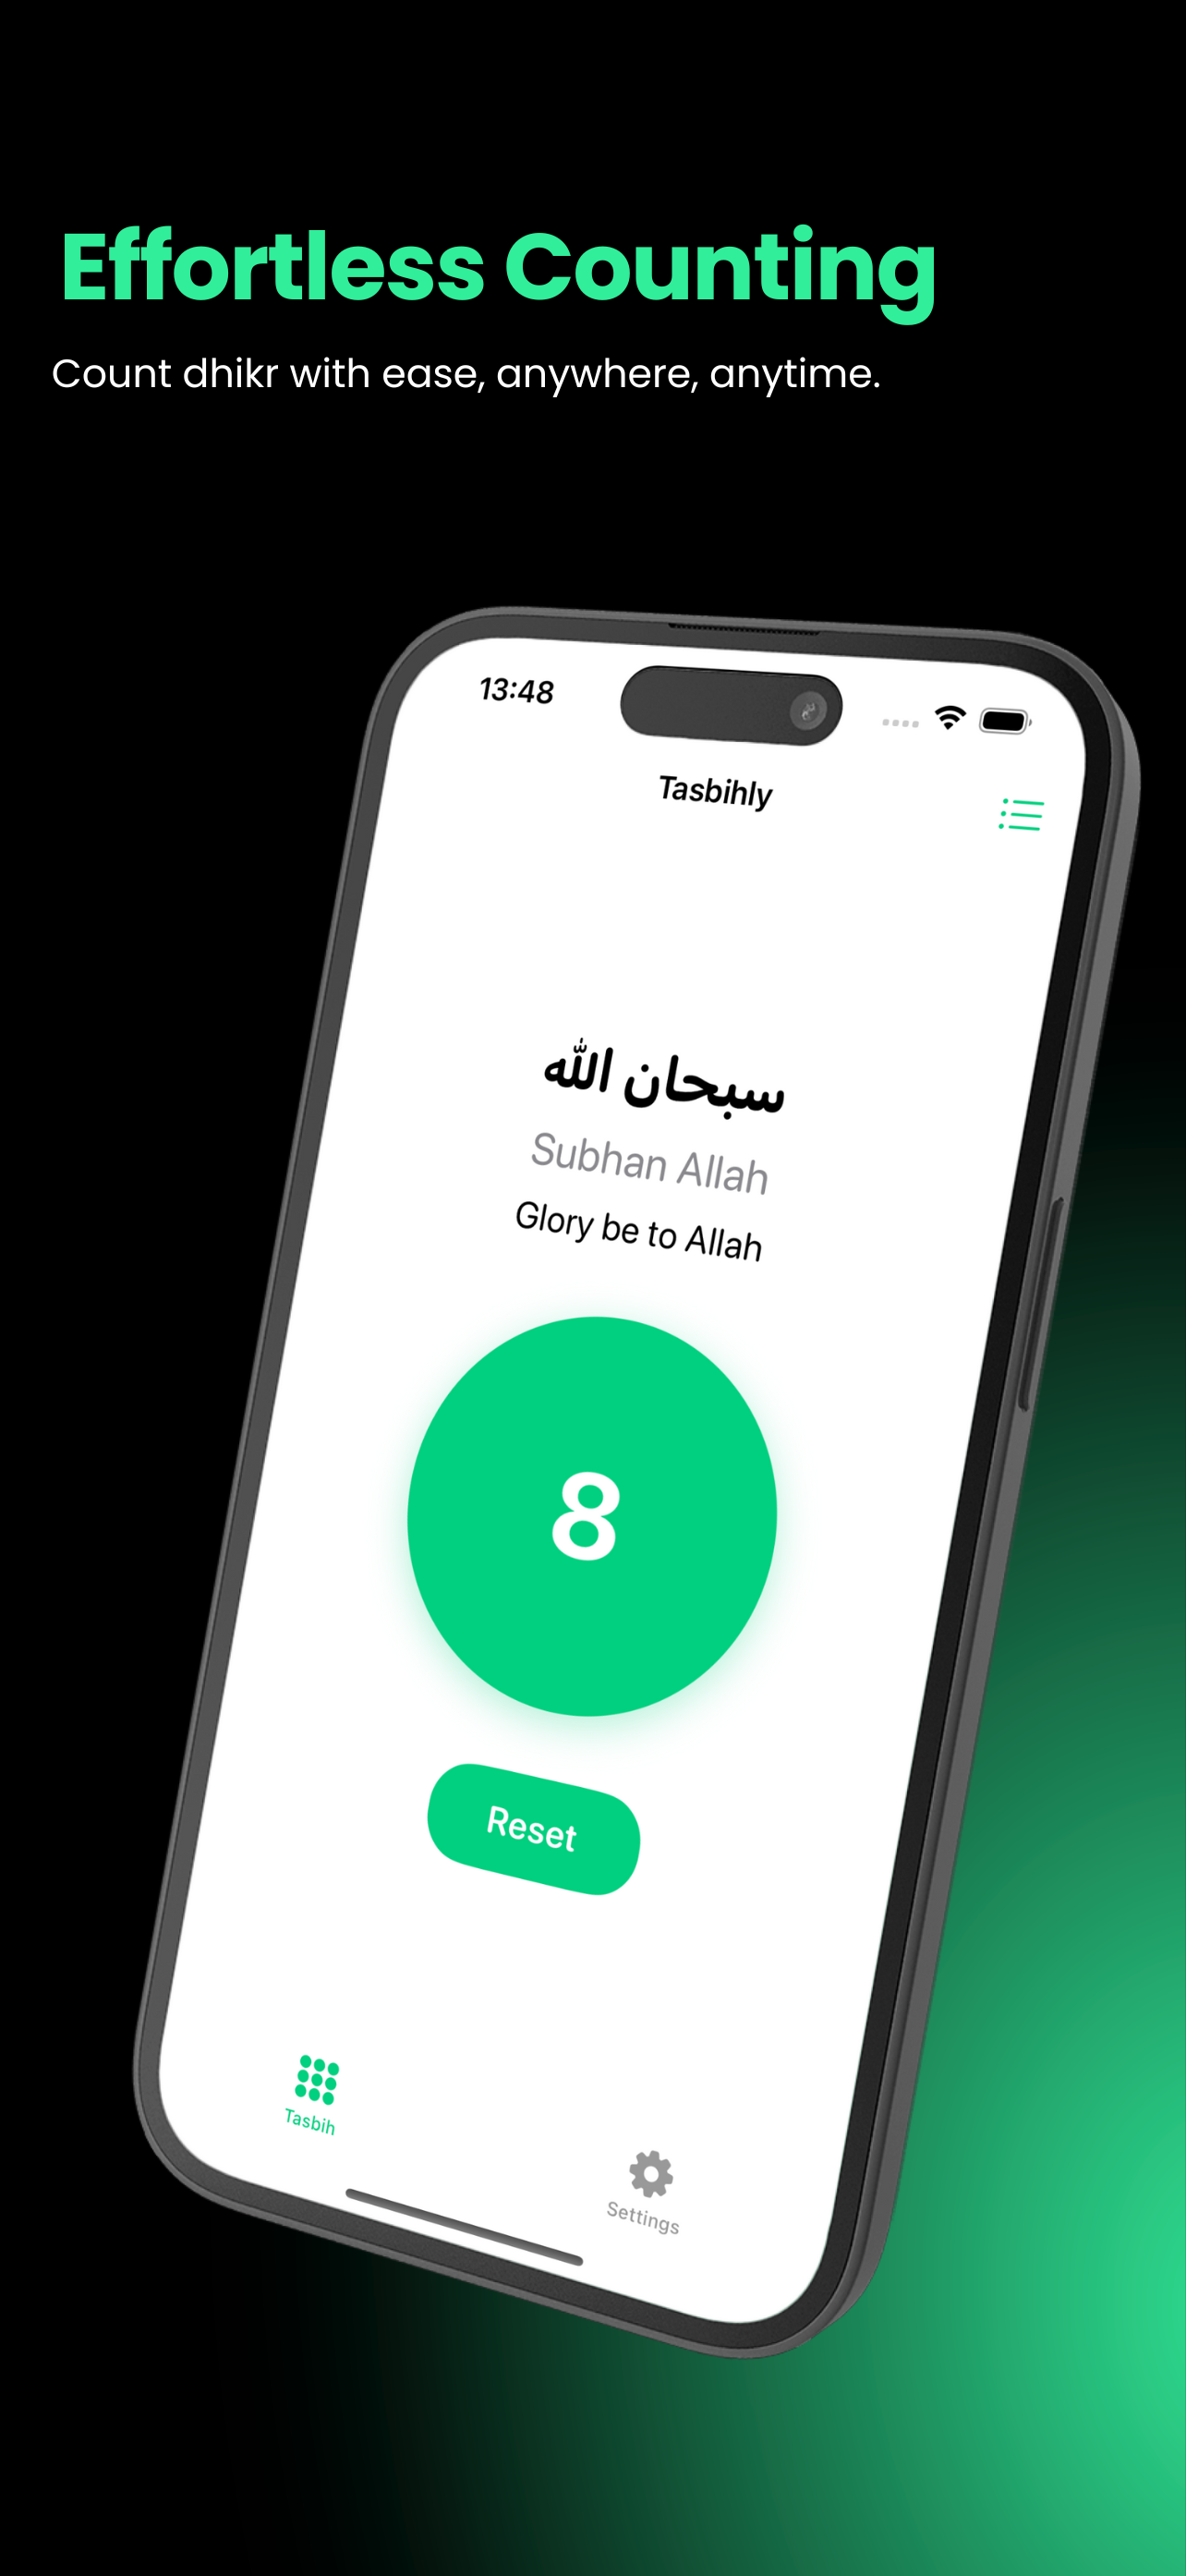 Effortless Counting
Count dhikr with ease, anywhere, anytime.
13:48
Tasbihly
سبحان الله
Subhan Allah
Glory be to Allah
8
Reset
Tasbih
Settings